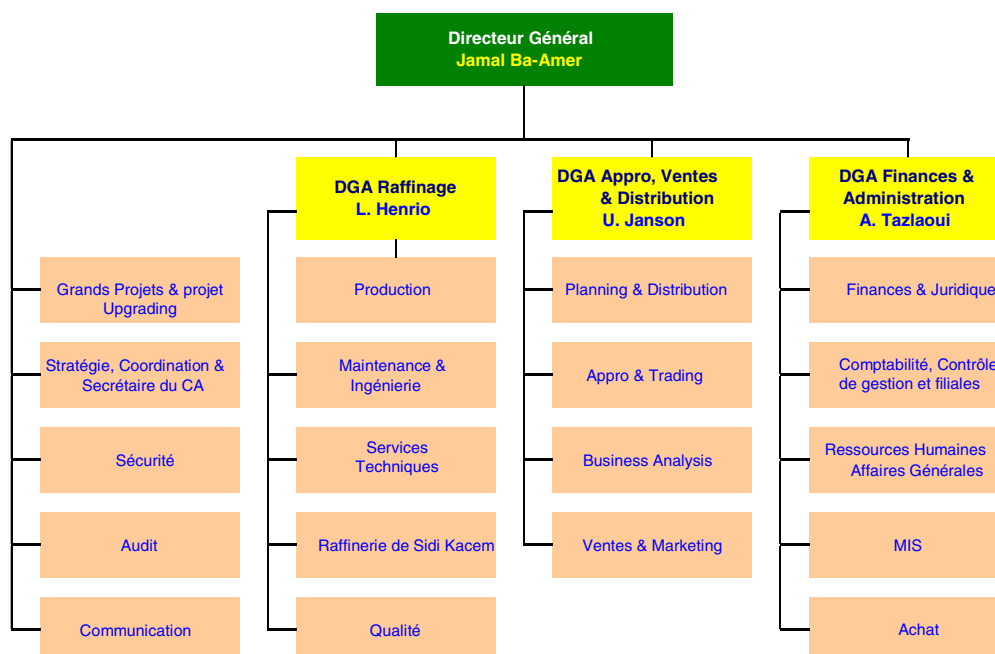 Directeur Général
Jamal Ba-Amer
DGA Raffinage
L. Henrio
DGA Appro, Ventes
& Distribution
U. Janson
DGA Finances &
Administration
A. Tazlaoui
Grands Projets & projet
Upgrading
Stratégie, Coordination &
Secrétaire du CA
Sécurité
Audit
Communication
Production
Maintenance &
Ingénierie
Services
Techniques
Raffinerie de Sidi Kacem
Qualité
Planning & Distribution
Appro & Trading
Business Analysis
Ventes & Marketing
Finances & Juridique
Comptabilité, Contrôle
de gestion et filiales
Ressources Humaines
Affaires Générales
MIS
Achat